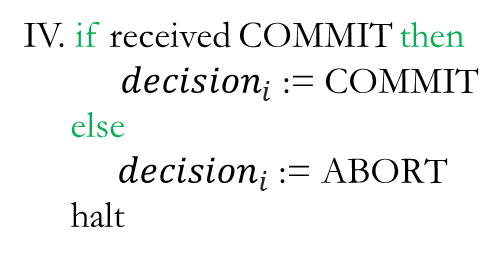 IV. if received COMMIT then
decisionᵢ := COMMIT
else
decisionᵢ := ABORT
halt